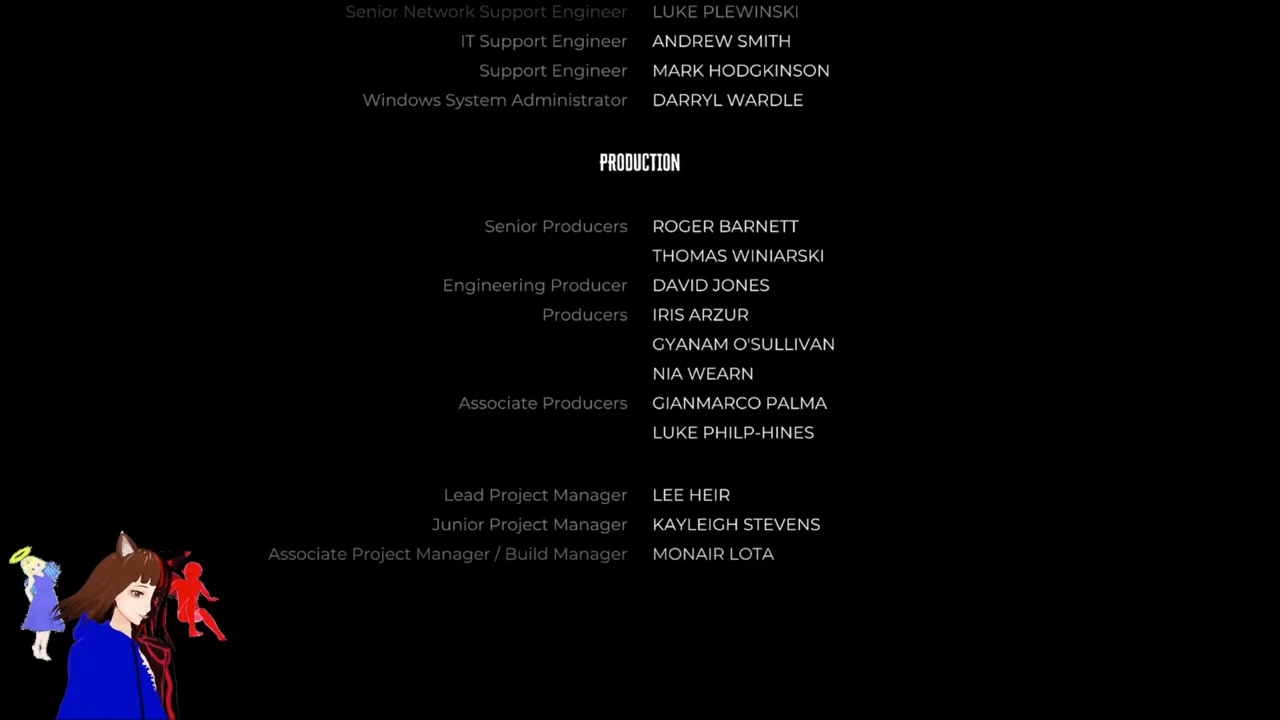 Senior Network Support Engineer LUKE PLEWINSKI
IT Support Engineer ANDREW SMITH
Support Engineer MARK HODGKINSON
Windows System Administrator DARRYL WARDLE
PRODUCTION
Senior Producers ROGER BARNETT
THOMAS WINIARSKI
Engineering Producer DAVID JONES
Producers IRIS ARZUR
GYANAM O'SULLIVAN
NIA WEARN
Associate Producers GIANMARCO PALMA
LUKE PHILP-HINES
Lead Project Manager LEE HEIR
Junior Project Manager KAYLEIGH STEVENS
Associate Project Manager / Build Manager MONAIR LOTA